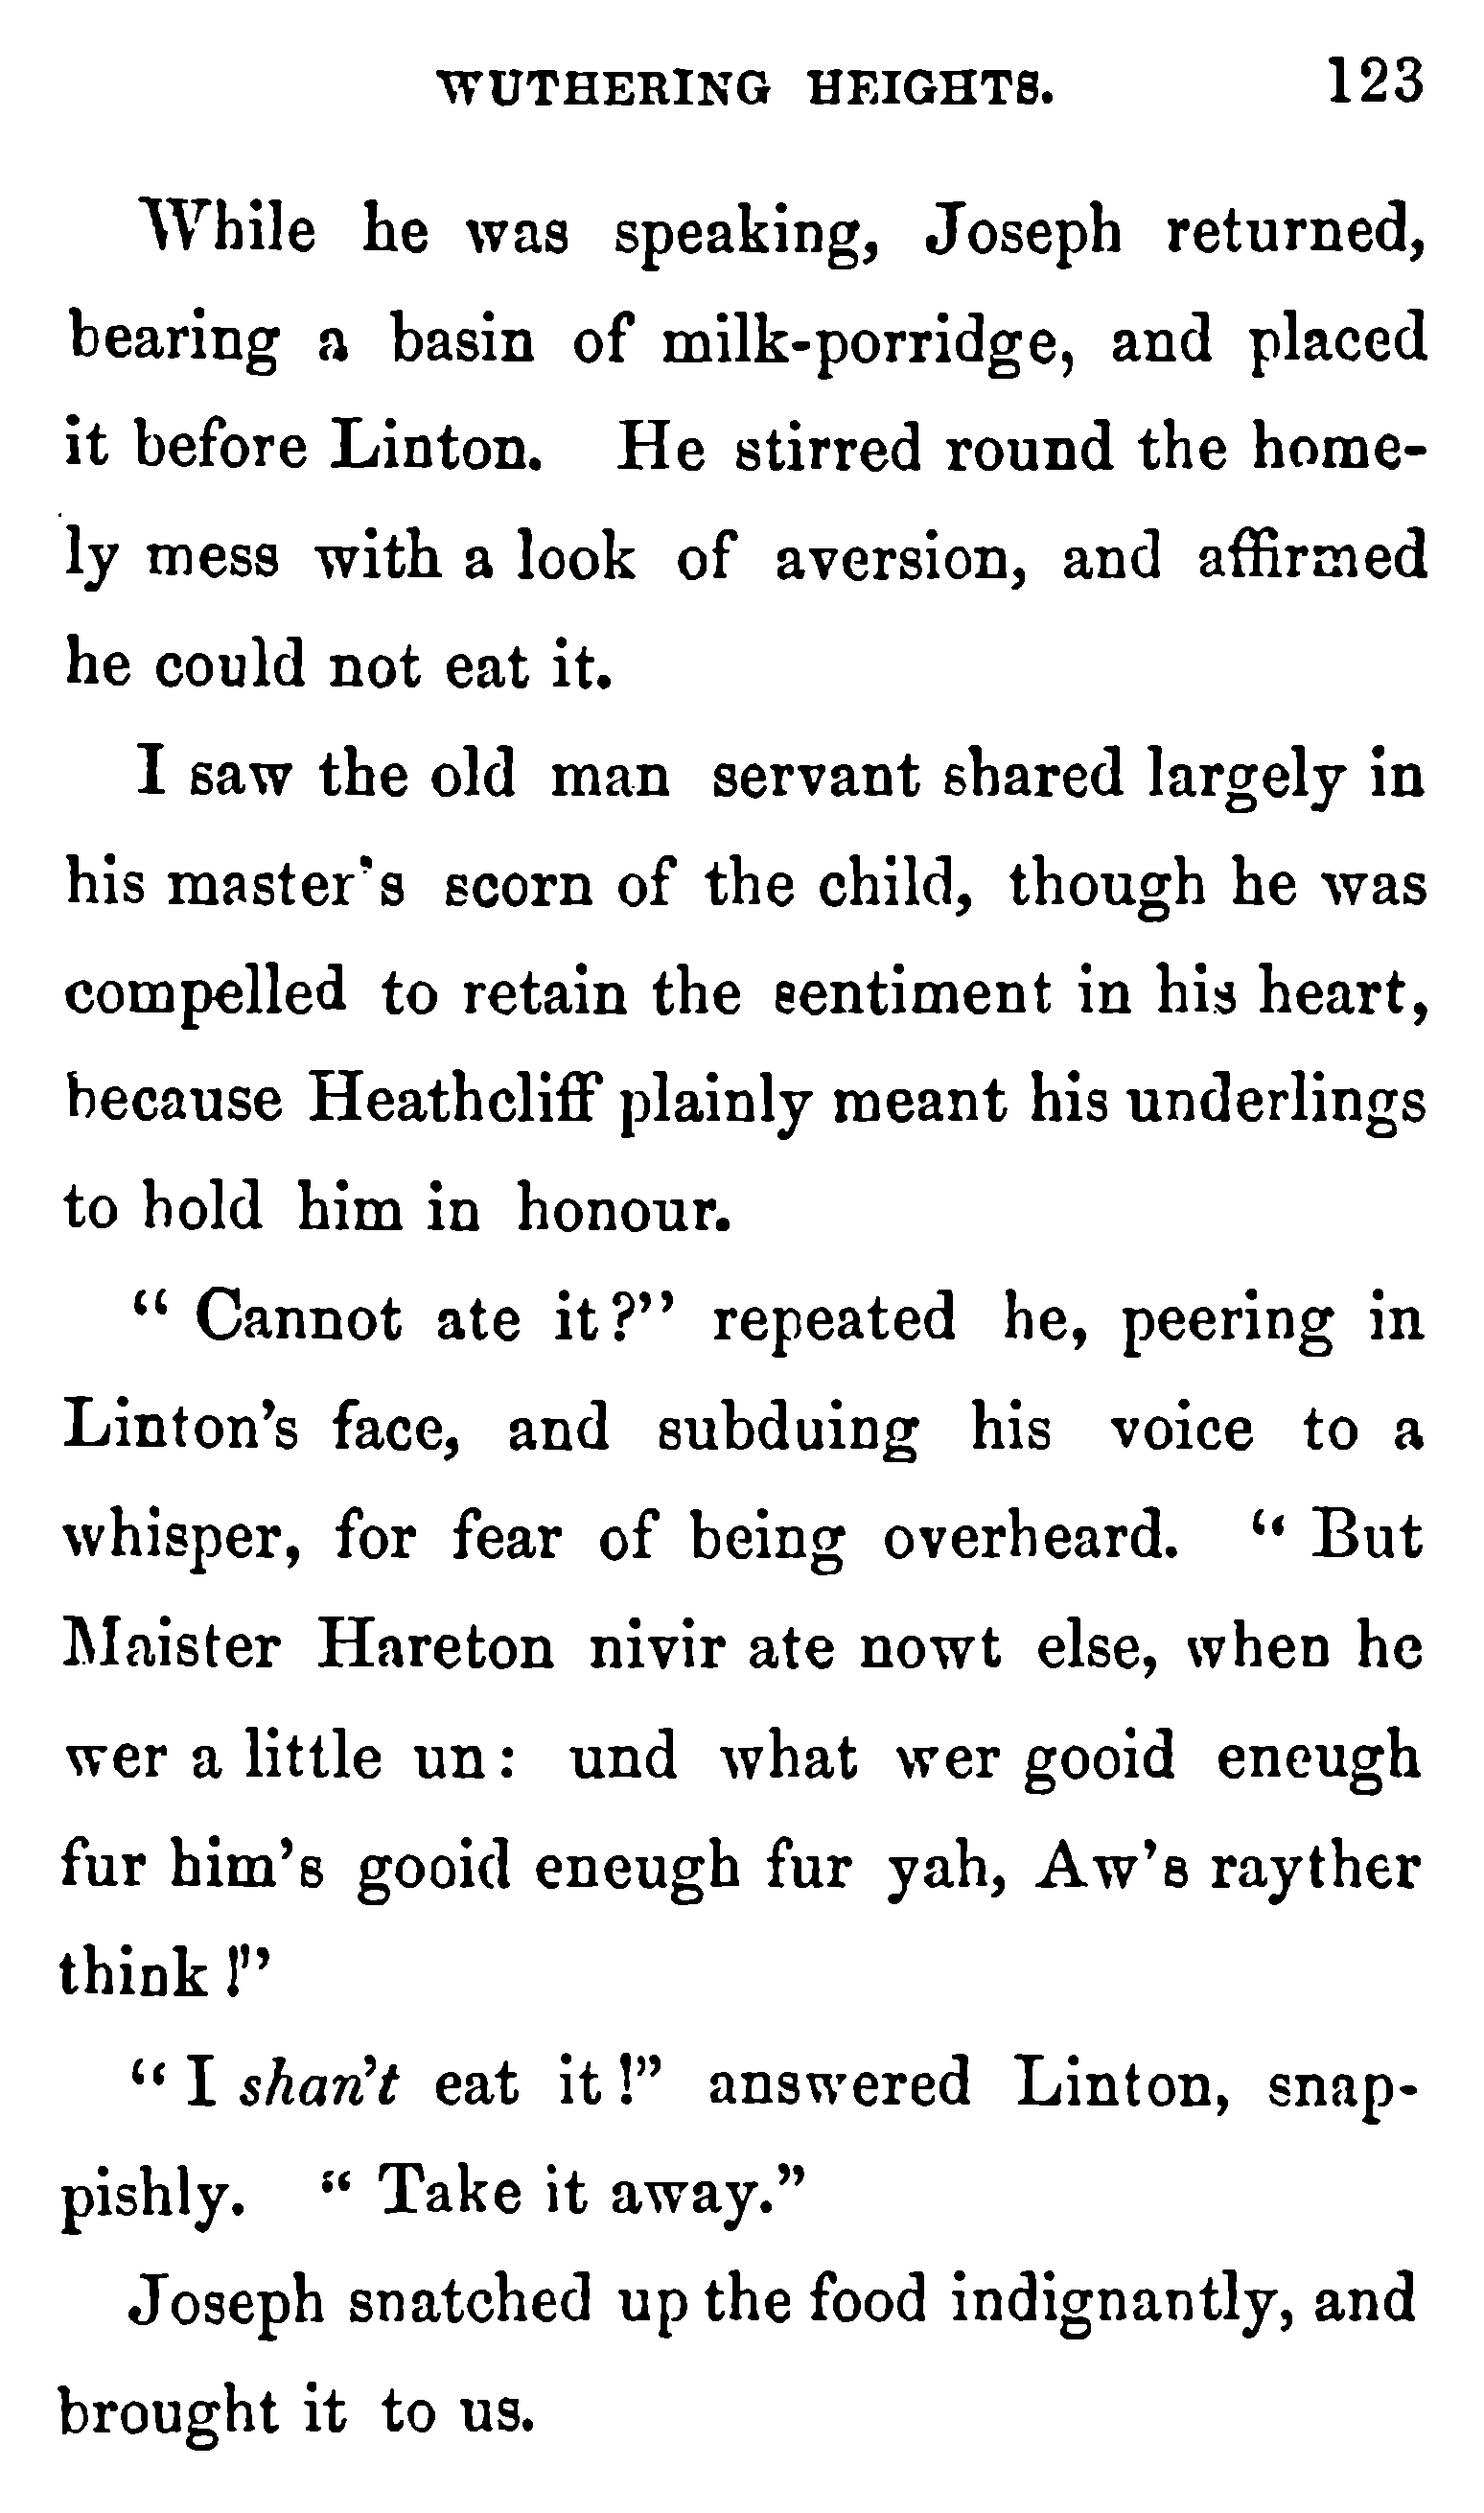 WUTHERING HEIGHTS. 123
While he was speaking, Joseph returned,
bearing a basin of milk-porridge, and placed
it before Linton. He stirred round the home-
ly mess with a look of aversion, and affirmed
he could not eat it.
I saw the old man servant shared largely in
his master's scorn of the child, though he was
compelled to retain the sentiment in his heart,
because Heathcliff plainly meant his underlings
to hold him in honour.
"Cannot ate it?" repeated he, peering in
Linton's face, and subduing his voice to a
whisper, for fear of being overheard. "But
Maister Hareton nivir ate nowt else, when he
wer a little un: und what wer gooid eneugh
fur him's gooid eneugh fur yah, Aw's rayther
think!"
"I shan't eat it!" answered Linton, snap-
pishly. "Take it away."
Joseph snatched up the food indignantly, and
brought it to us.